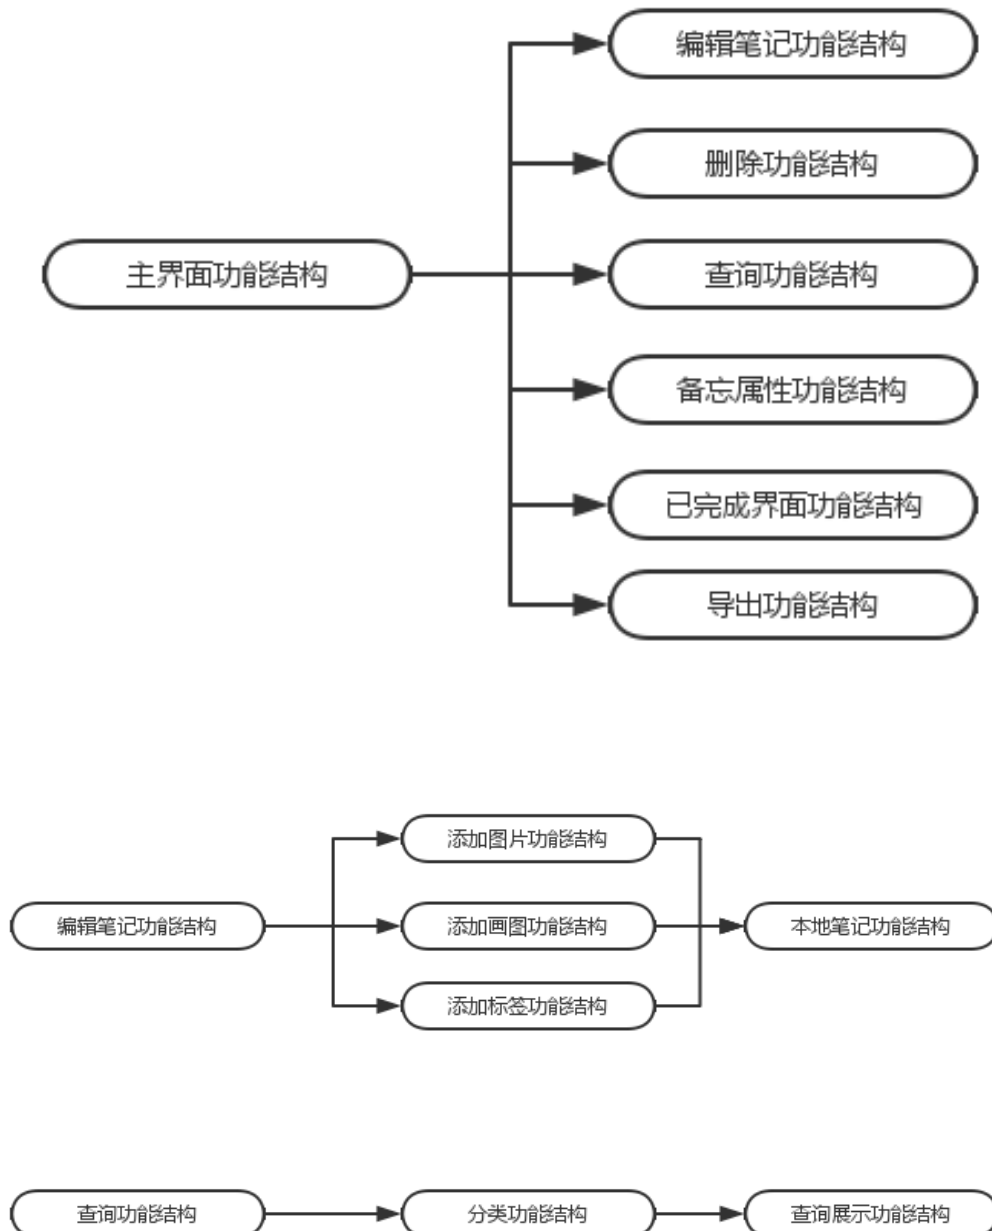 编辑笔记功能结构
删除功能结构
主界面功能结构
查询功能结构
备忘属性功能结构
已完成界面功能结构
导出功能结构
添加图片功能结构
编辑笔记功能结构
添加画图功能结构
本地笔记功能结构
添加标签功能结构
查询功能结构
分类功能结构
查询展示功能结构